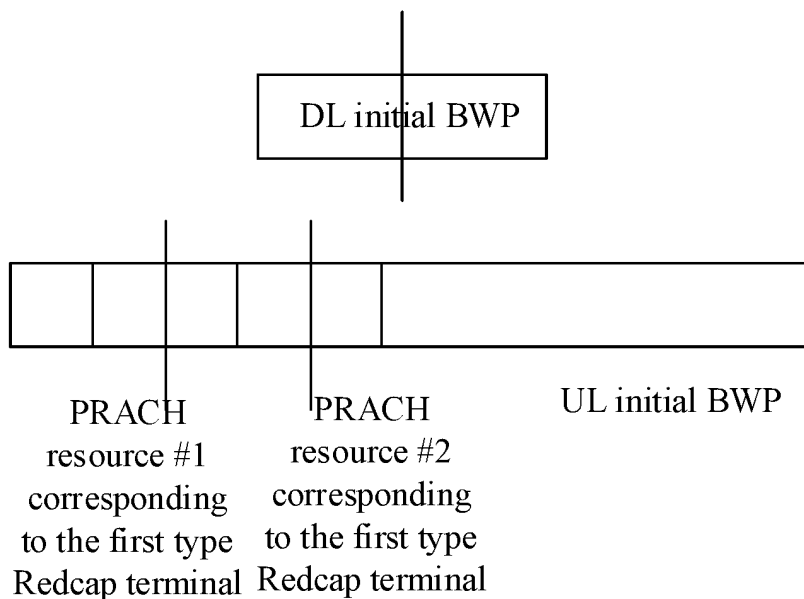 DL initial BWP
PRACH
resource #1
corresponding
to the first type
Redcap terminal
PRACH
resource #2
corresponding
to the first type
Redcap terminal
UL initial BWP